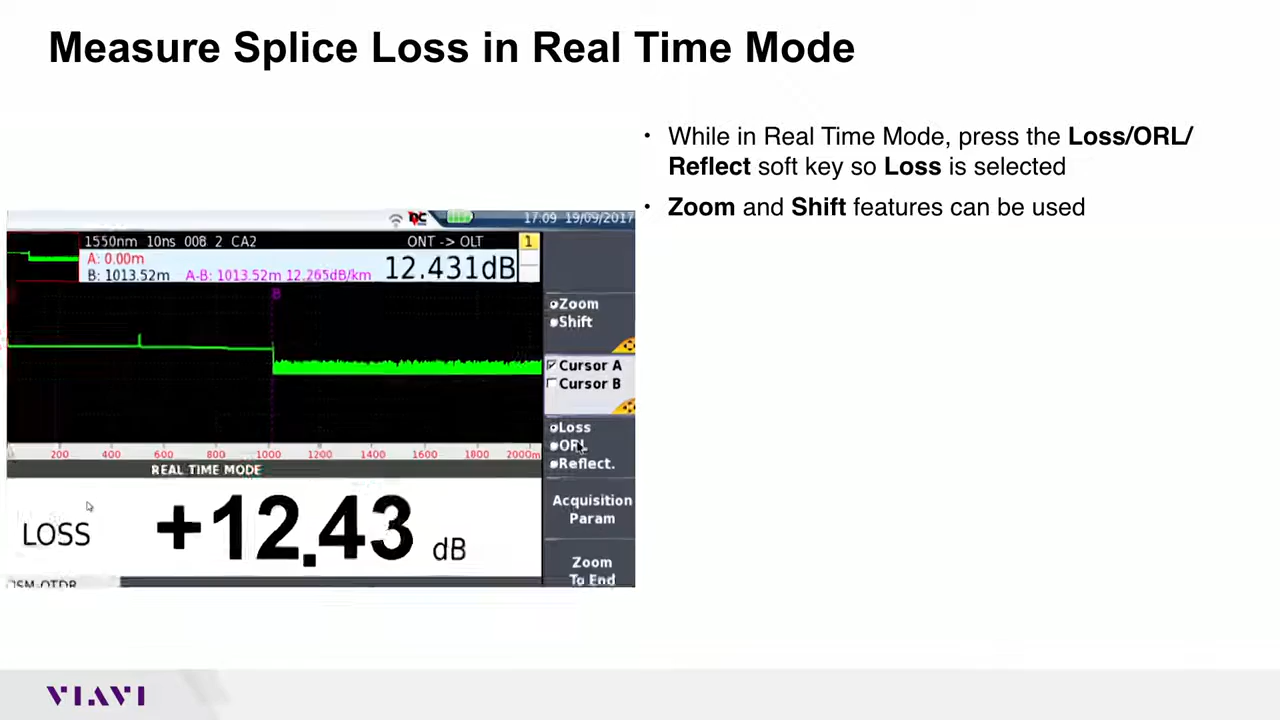 Measure Splice Loss in Real Time Mode
• While in Real Time Mode, press the Loss/ORL/
Reflect soft key so Loss is selected
• Zoom and Shift features can be used
17:09 19/09/2017
1550nm 10ns 008 2 CA2 ONT -> OLT 1
A: 0.00m
B: 1013.52m A-B: 1013.52m 12.265dB/km 12.431dB
B
Zoom
Shift
Cursor A
Cursor B
Loss
ORL
Reflect.
200 400 600 800 1000 1200 1400 1600 1800 2000m
REAL TIME MODE
Acquisition
Param
LOSS +12.43 dB
Zoom
To End
SM-OTDR
VIAVI